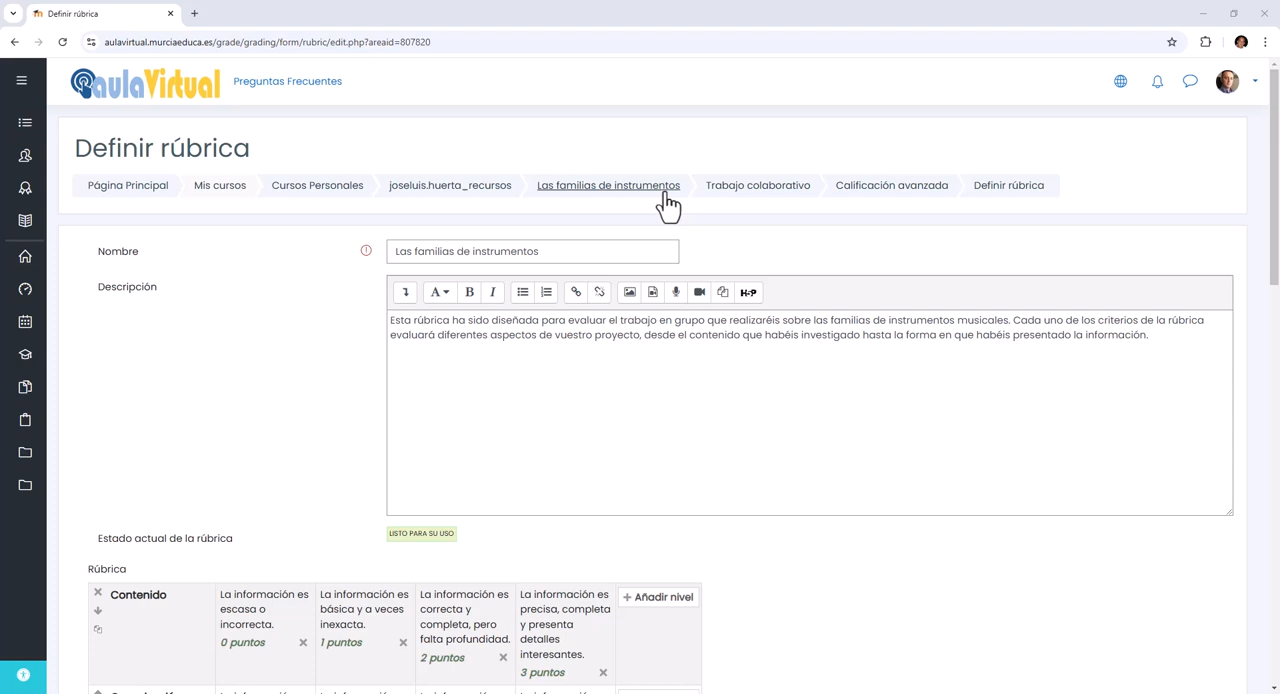 Definir rúbrica
aulavirtual.murciaeduca.es/grade/grading/form/rubric/edit.php?areaid=807820
aulaVirtual
Preguntas Frecuentes
Definir rúbrica
Página Principal
Mis cursos
Cursos Personales
joseluis.huerta_recursos
Las familias de instrumentos
Trabajo colaborativo
Calificación avanzada
Definir rúbrica
Nombre
Las familias de instrumentos
Descripción
A B I
H-P
Esta rúbrica ha sido diseñada para evaluar el trabajo en grupo que realizaréis sobre las familias de instrumentos musicales. Cada uno de los criterios de la rúbrica
evaluará diferentes aspectos de vuestro proyecto, desde el contenido que habéis investigado hasta la forma en que habéis presentado la información.
Estado actual de la rúbrica
LISTO PARA SU USO
Rúbrica
Contenido
La información es
escasa o
incorrecta.
0 puntos
La información es
básica y a veces
inexacta.
1 puntos
La información es
correcta y
completa, pero
falta profundidad.
2 puntos
La información es
precisa, completa
y presenta
detalles
interesantes.
3 puntos
+ Añadir nivel